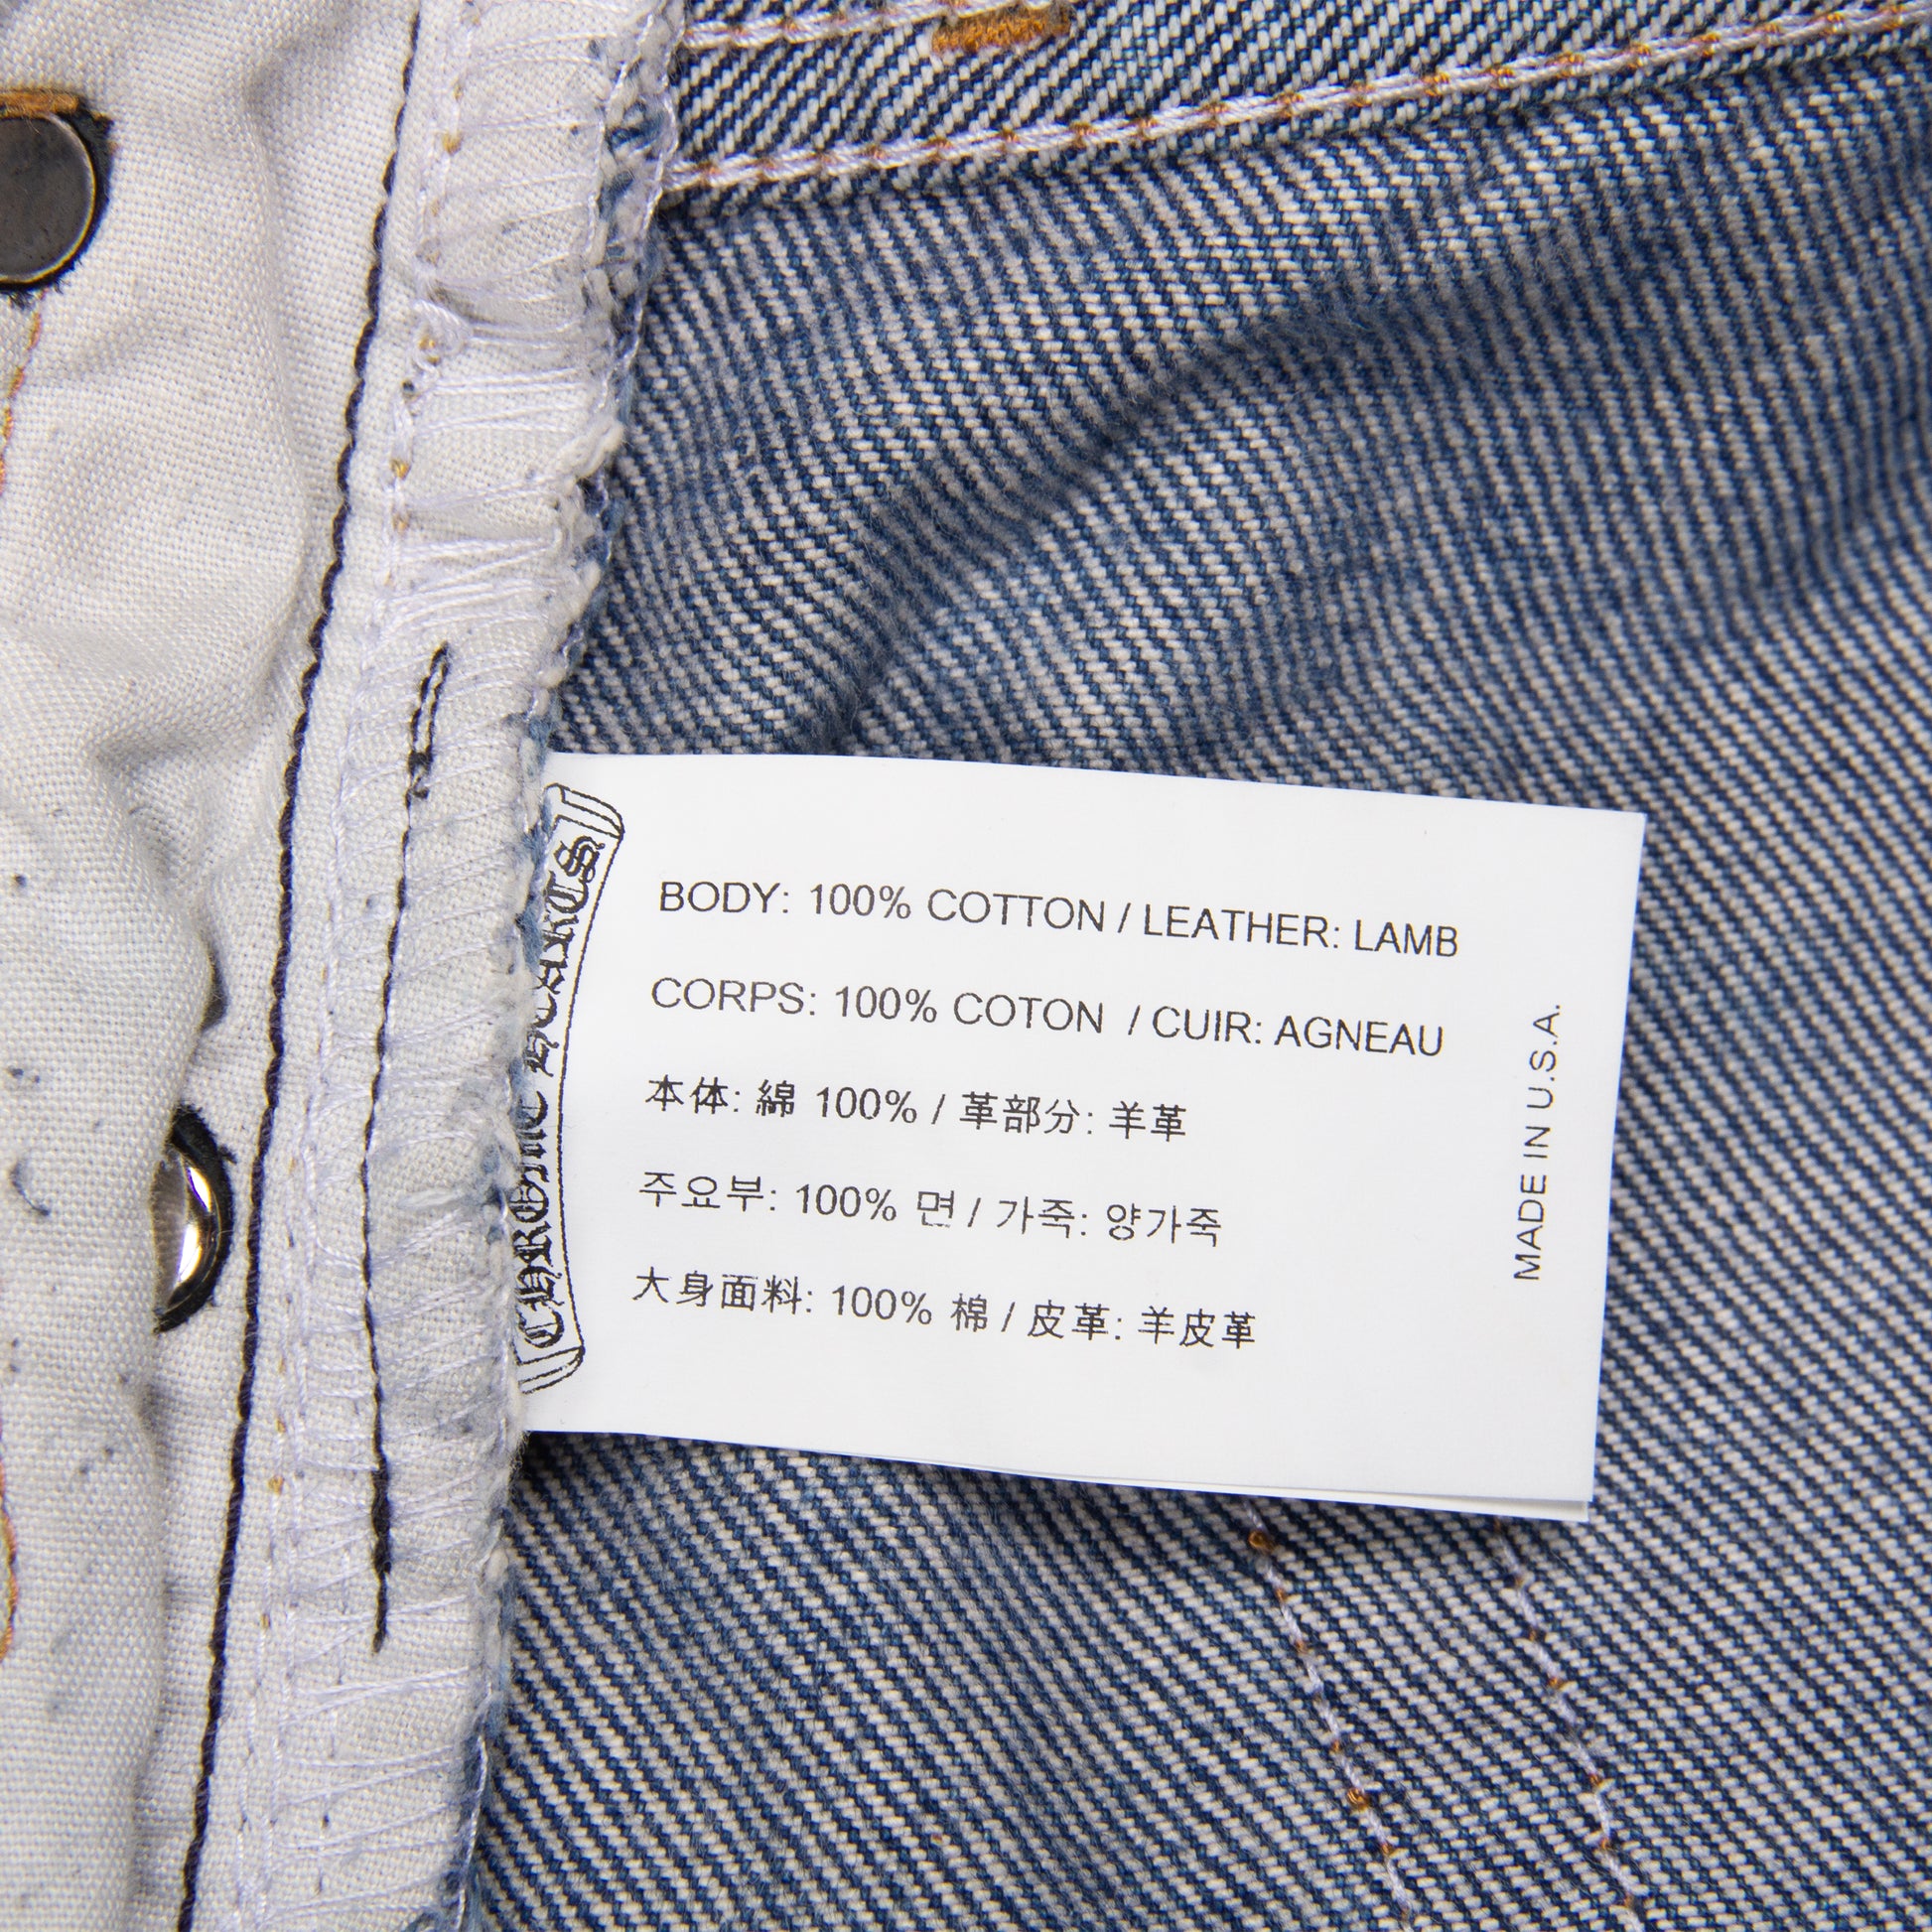 CHROME HEARTS
BODY: 100% COTTON / LEATHER: LAMB
CORPS: 100% COTON / CUIR: AGNEAU
本体: 綿 100% / 革部分: 羊革
주요부: 100% 면 / 가죽: 양가죽
大身面料: 100% 棉 / 皮革: 羊皮革
MADE IN U.S.A.